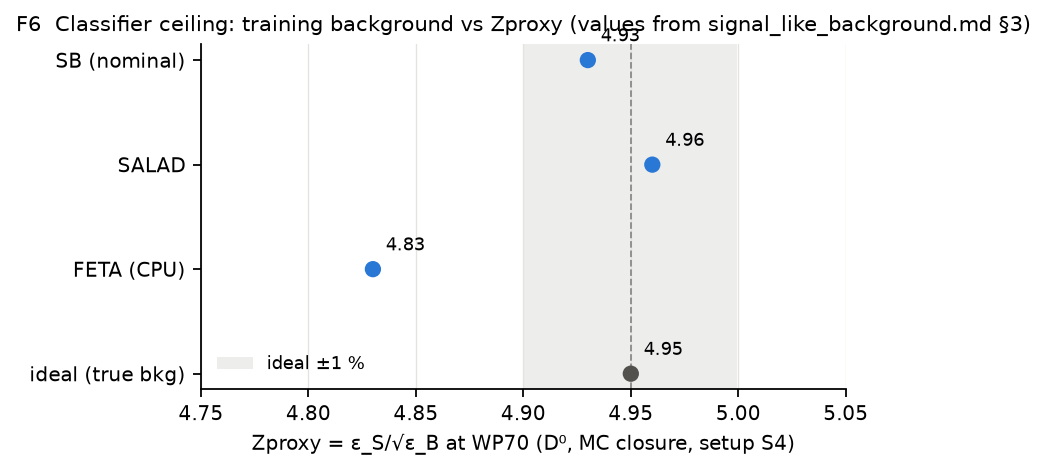 F6  Classifier ceiling: training background vs Zproxy (values from signal_like_background.md §3)
4.93
SB (nominal)
4.96
SALAD
4.83
FETA (CPU)
4.95
ideal ±1 %
ideal (true bkg)
4.75 4.80 4.85 4.90 4.95 5.00 5.05
Zproxy = ε_S/√ε_B at WP70 (D⁰, MC closure, setup S4)